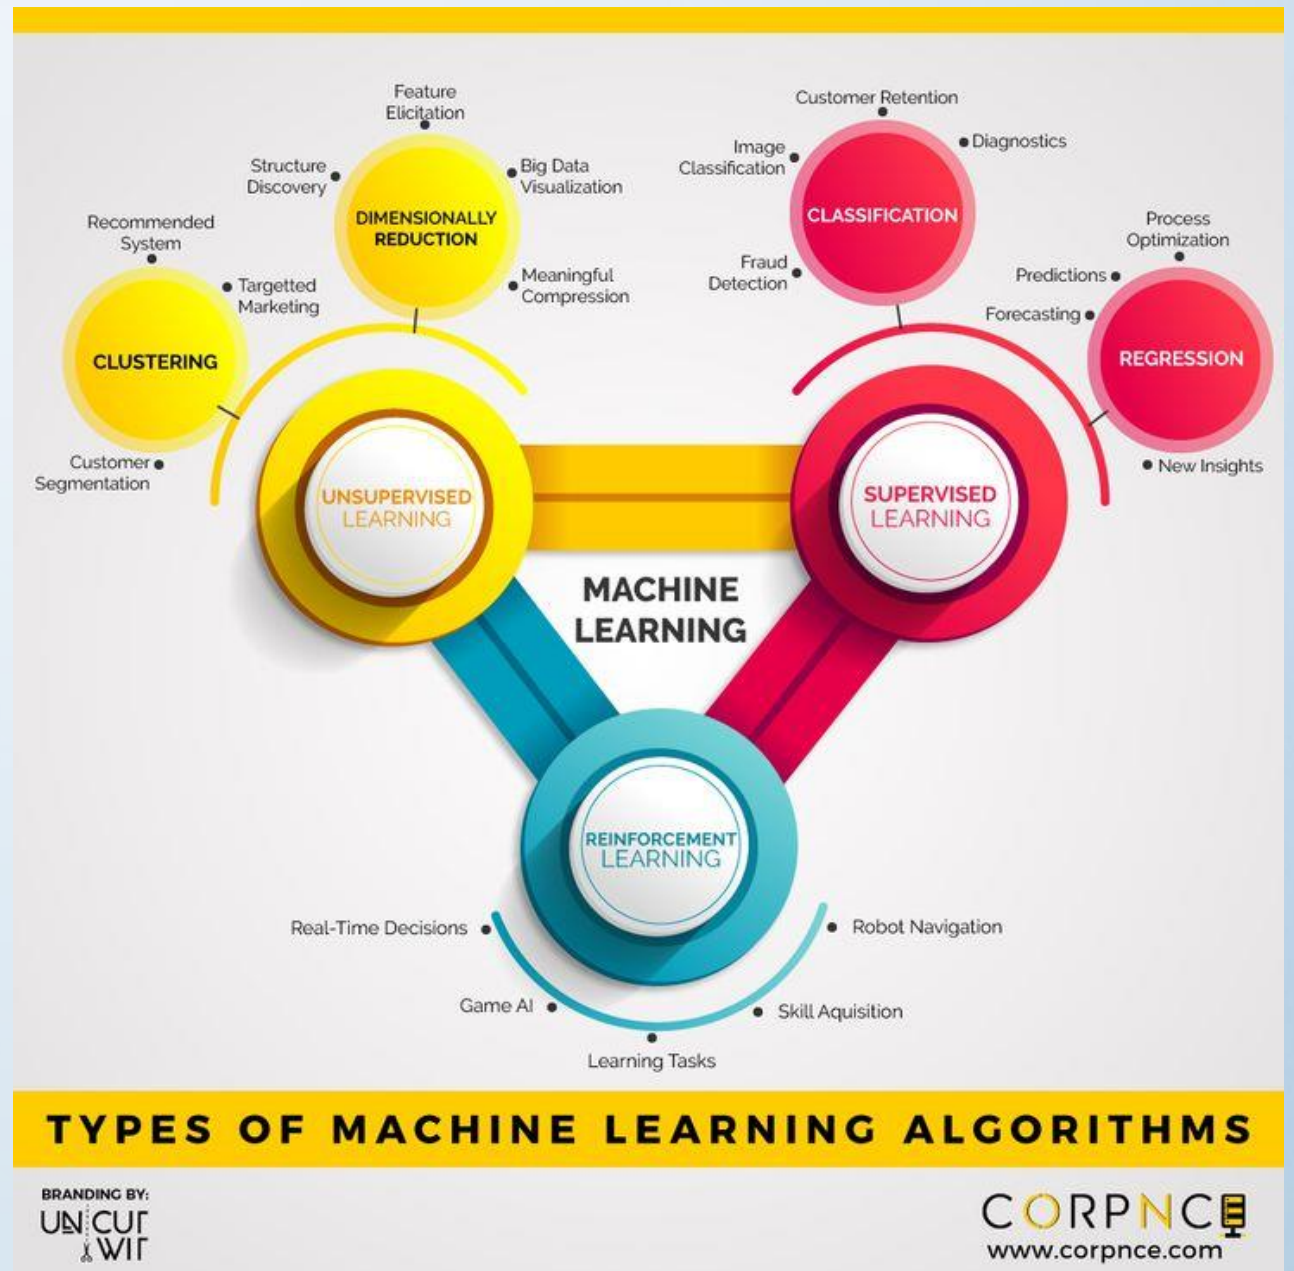 Feature
Elicitation
Structure
Discovery
Big Data
Visualization
DIMENSIONALLY
REDUCTION
Meaningful
Compression
Recommended
System
Targetted
Marketing
CLUSTERING
Customer
Segmentation
UNSUPERVISED
LEARNING
Customer Retention
Image
Classification
Diagnostics
CLASSIFICATION
Fraud
Detection
Process
Optimization
Predictions
Forecasting
REGRESSION
New Insights
SUPERVISED
LEARNING
MACHINE
LEARNING
REINFORCEMENT
LEARNING
Real-Time Decisions
Game AI
Learning Tasks
Skill Aquisition
Robot Navigation
TYPES OF MACHINE LEARNING ALGORITHMS
BRANDING BY:
UNCUT
WIT
CORPNCE
www.corpnce.com